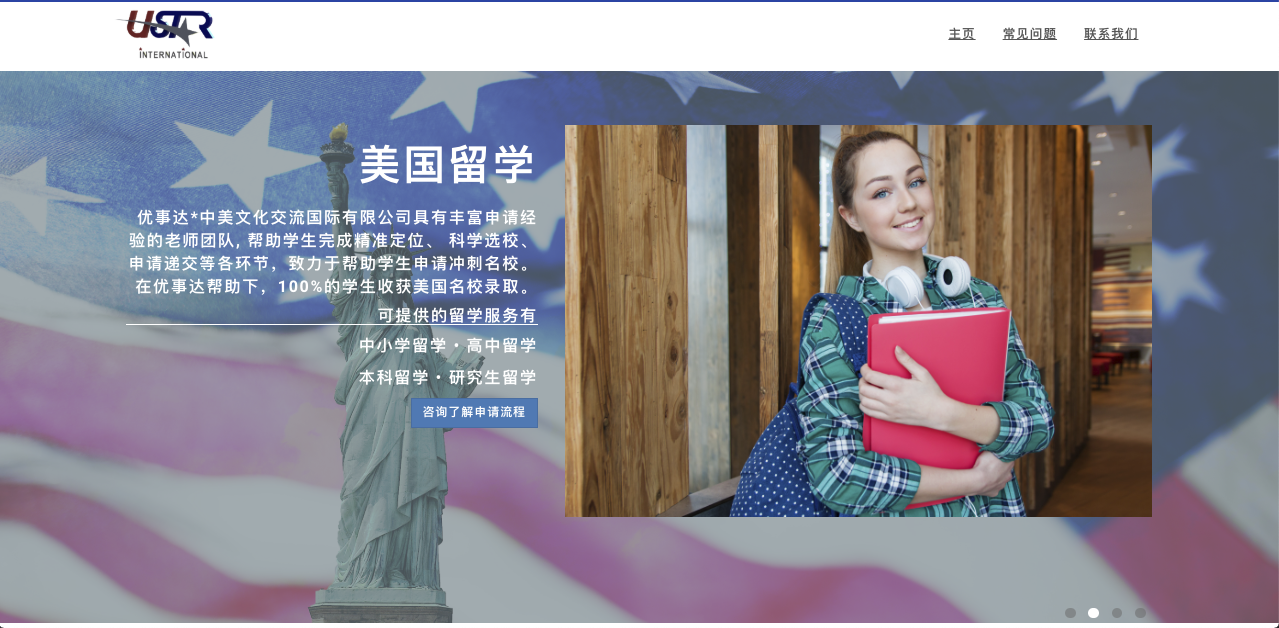 USTAR
INTERNATIONAL
主页
常见问题
联系我们
美国留学
优事达*中美文化交流国际有限公司具有丰富申请经
验的老师团队, 帮助学生完成精准定位、 科学选校、
申请递交等各环节，致力于帮助学生申请冲刺名校。
在优事达帮助下，100%的学生收获美国名校录取。
可提供的留学服务有
中小学留学・高中留学
本科留学・研究生留学
咨询了解申请流程